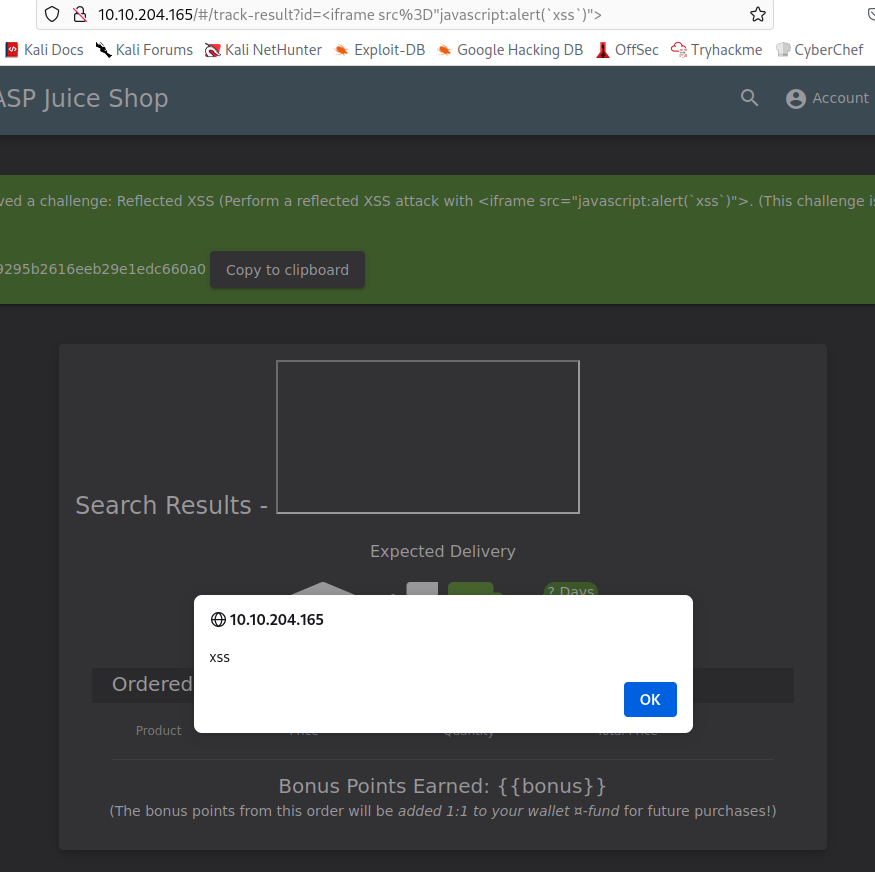 10.10.204.165/#/track-result?id=<iframe src%3D"javascript:alert(`xss`)">
Kali Docs Kali Forums Kali NetHunter Exploit-DB Google Hacking DB OffSec Tryhackme CyberChef
ASP Juice Shop
Account
ved a challenge: Reflected XSS (Perform a reflected XSS attack with <iframe src="javascript:alert(`xss`)">. (This challenge is
9295b2616eeb29e1edc660a0 Copy to clipboard
Search Results -
Expected Delivery
? Days
10.10.204.165
xss
Ordered
OK
Product Price Quantity Total Price
Bonus Points Earned: {{bonus}}
(The bonus points from this order will be added 1:1 to your wallet ¤-fund for future purchases!)